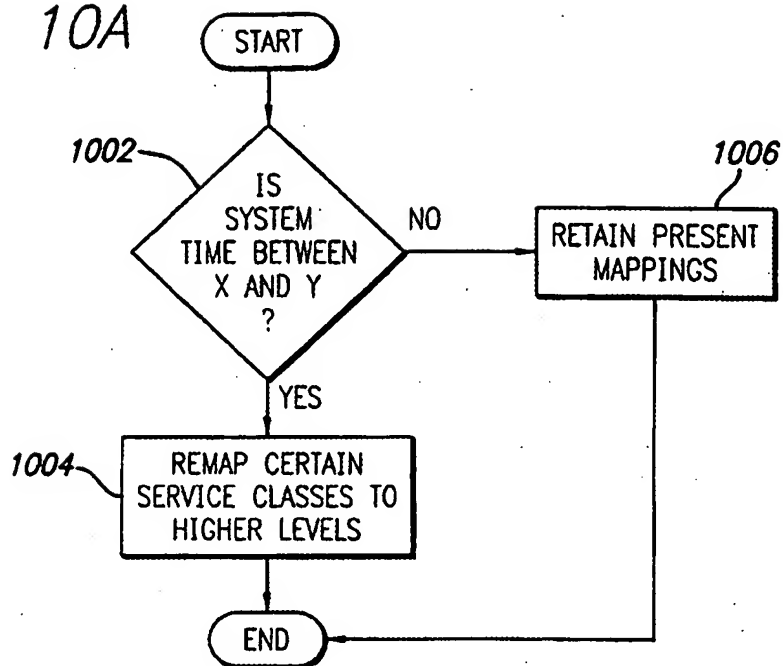 10A
START
1002
IS
SYSTEM
TIME BETWEEN
X AND Y
?
NO
1006
RETAIN PRESENT
MAPPINGS
YES
1004
REMAP CERTAIN
SERVICE CLASSES TO
HIGHER LEVELS
END